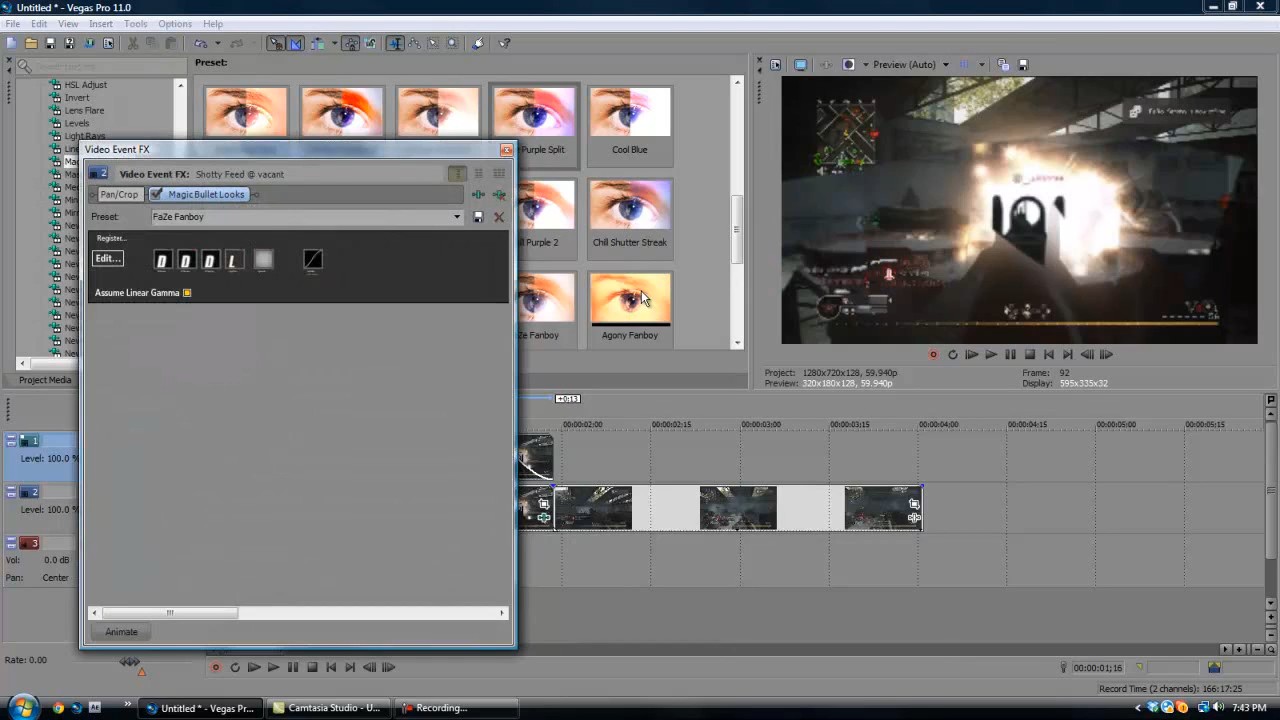 Untitled * - Vegas Pro 11.0
File Edit View Insert Tools Options Help
Preset:
HSL Adjust
Invert
Lens Flare
Levels
Light Rays
Cool Blue
Chill Shutter Streak
Agony Fanboy
Video Event FX
Video Event FX: Shotty Feed @ vacant
Pan/Crop Magic Bullet Looks
Preset: FaZe Fanboy
Register...
Edit...
D D D L
Assume Linear Gamma
Animate
Preview (Auto)
Project: 1280x720x128, 59.940p
Preview: 320x180x128, 59.940p
Frame: 92
Display: 595x335x32
Project Media
+0;13
00:00:02:00 00:00:02:15 00:00:03:00 00:00:03:15 00:00:04:00 00:00:04:15 00:00:05:00 00:00:05:15
1
Level: 100.0 %
2
Level: 100.0 %
3
Vol: 0.0 dB
Pan: Center
Rate: 0.00
00:00:01;16
Record Time (2 channels): 166:17:25
Untitled * - Vegas Pr...
Camtasia Studio - U...
Recording...
7:43 PM